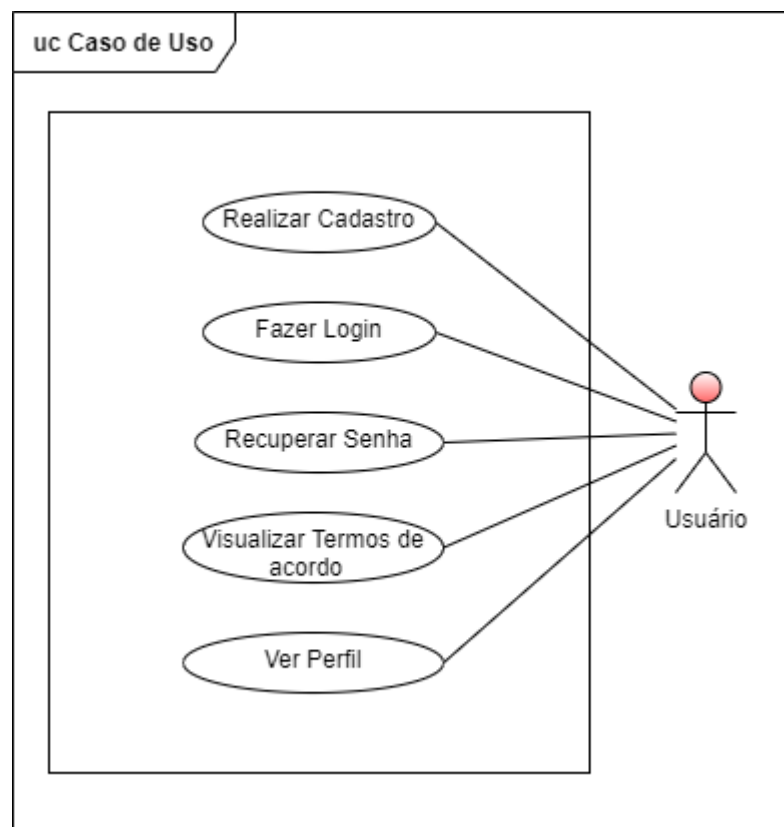 uc Caso de Uso
Realizar Cadastro
Fazer Login
Recuperar Senha
Visualizar Termos de
acordo
Ver Perfil
Usuário